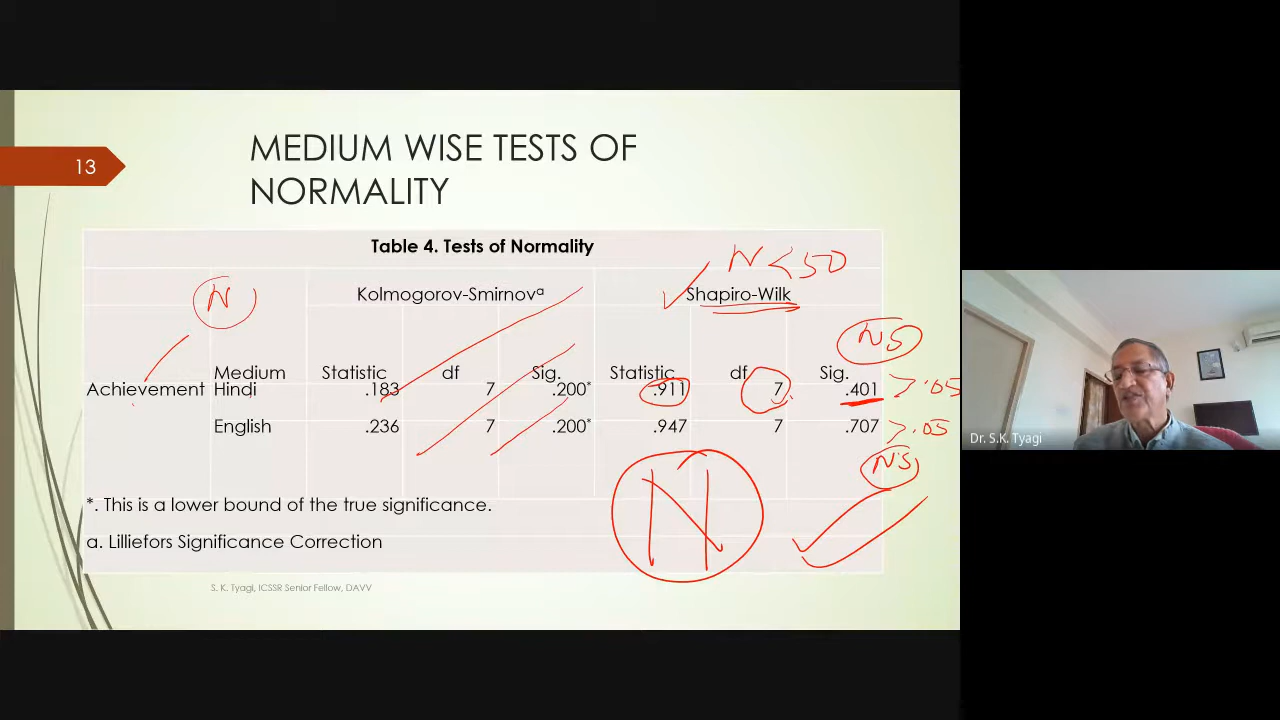 13
MEDIUM WISE TESTS OF
NORMALITY
Table 4. Tests of Normality
N < 50
N
Kolmogorov-Smirnovᵃ Shapiro-Wilk
NS
Medium Statistic df Sig. Statistic df Sig.
Achievement Hindi .183 7 .200* .911 7 .401 > .05
English .236 7 .200* .947 7 .707 > .05
NS
N
*. This is a lower bound of the true significance.
a. Lilliefors Significance Correction
S. K. Tyagi, ICSSR Senior Fellow, DAVV
Dr. S.K. Tyagi